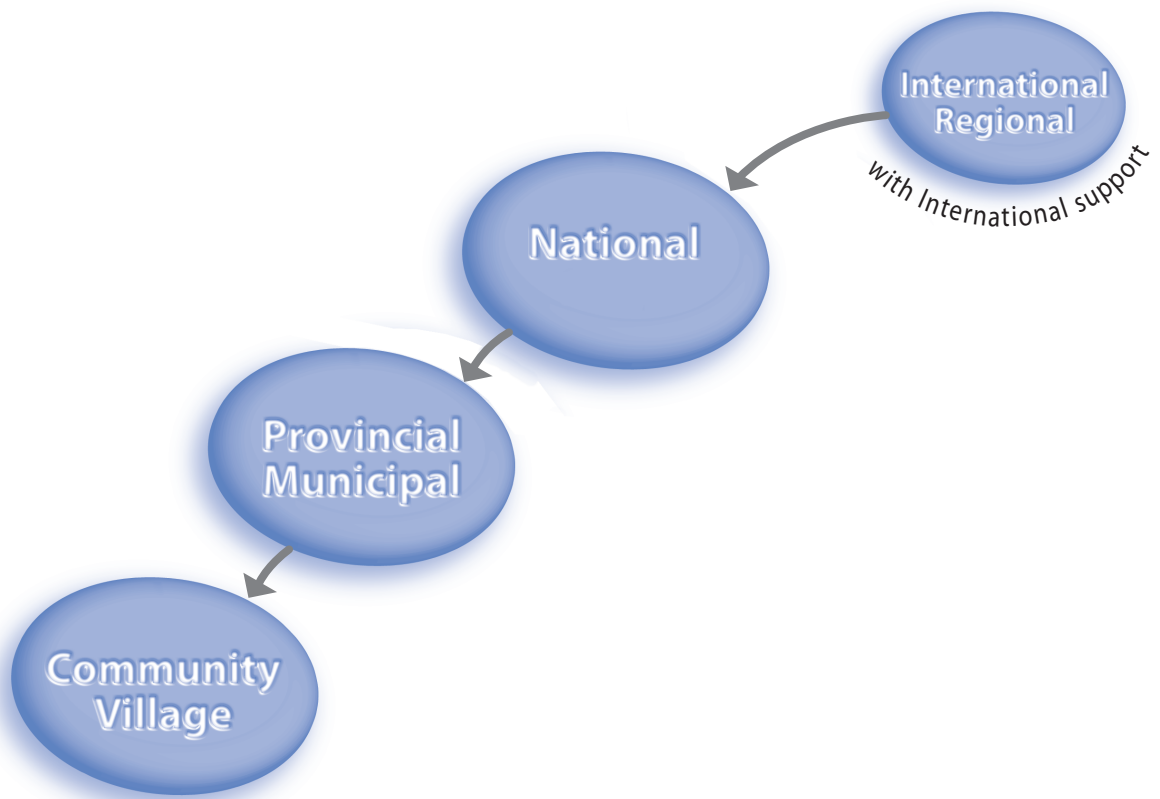 International
Regional
with International support
National
Provincial
Municipal
Community
Village